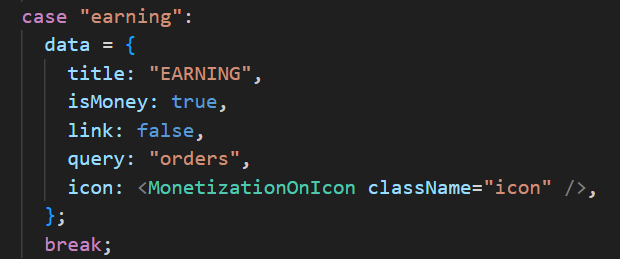 case "earning":
data = {
title: "EARNING",
isMoney: true,
link: false,
query: "orders",
icon: <MonetizationOnIcon className="icon" />,
};
break;